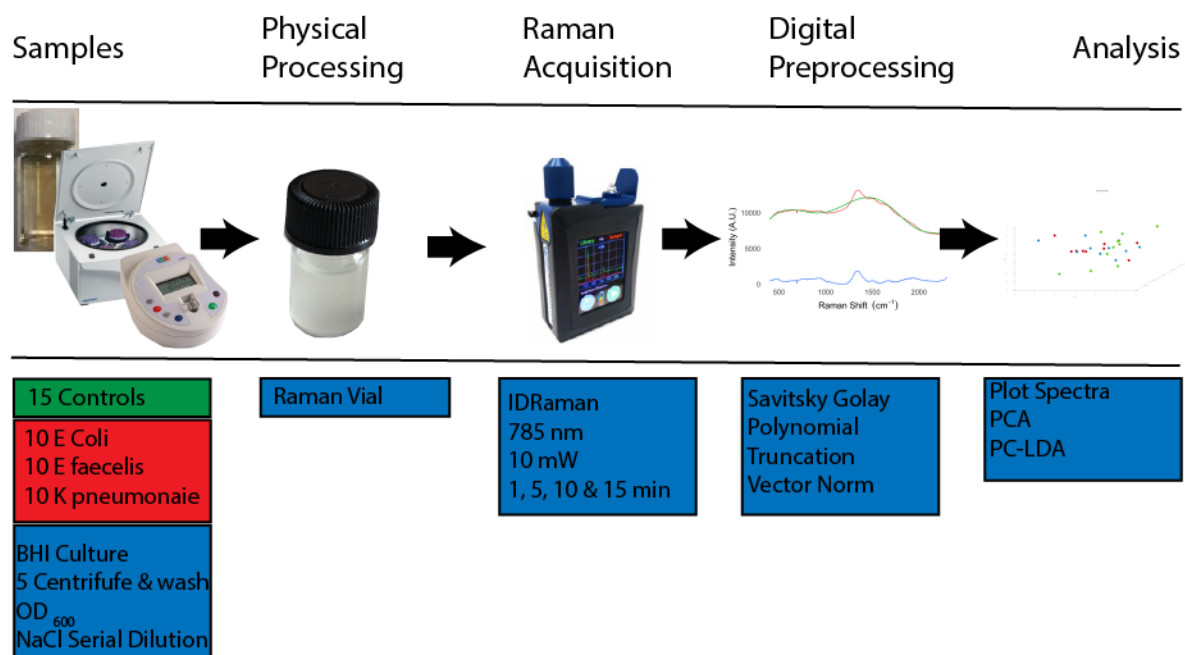 Samples
Physical
Processing
Raman
Acquisition
Digital
Preprocessing
Analysis
10000
5000
0
Intensity (A.U.)
500
1000
1500
2000
Raman Shift (cm⁻¹)
15 Controls
10 E Coli
10 E faecelis
10 K pneumonaie
BHI Culture
5 Centrifufe & wash
OD 600
NaCl Serial Dilution
Raman Vial
IDRaman
785 nm
10 mW
1, 5, 10 & 15 min
Savitsky Golay
Polynomial
Truncation
Vector Norm
Plot Spectra
PCA
PC-LDA